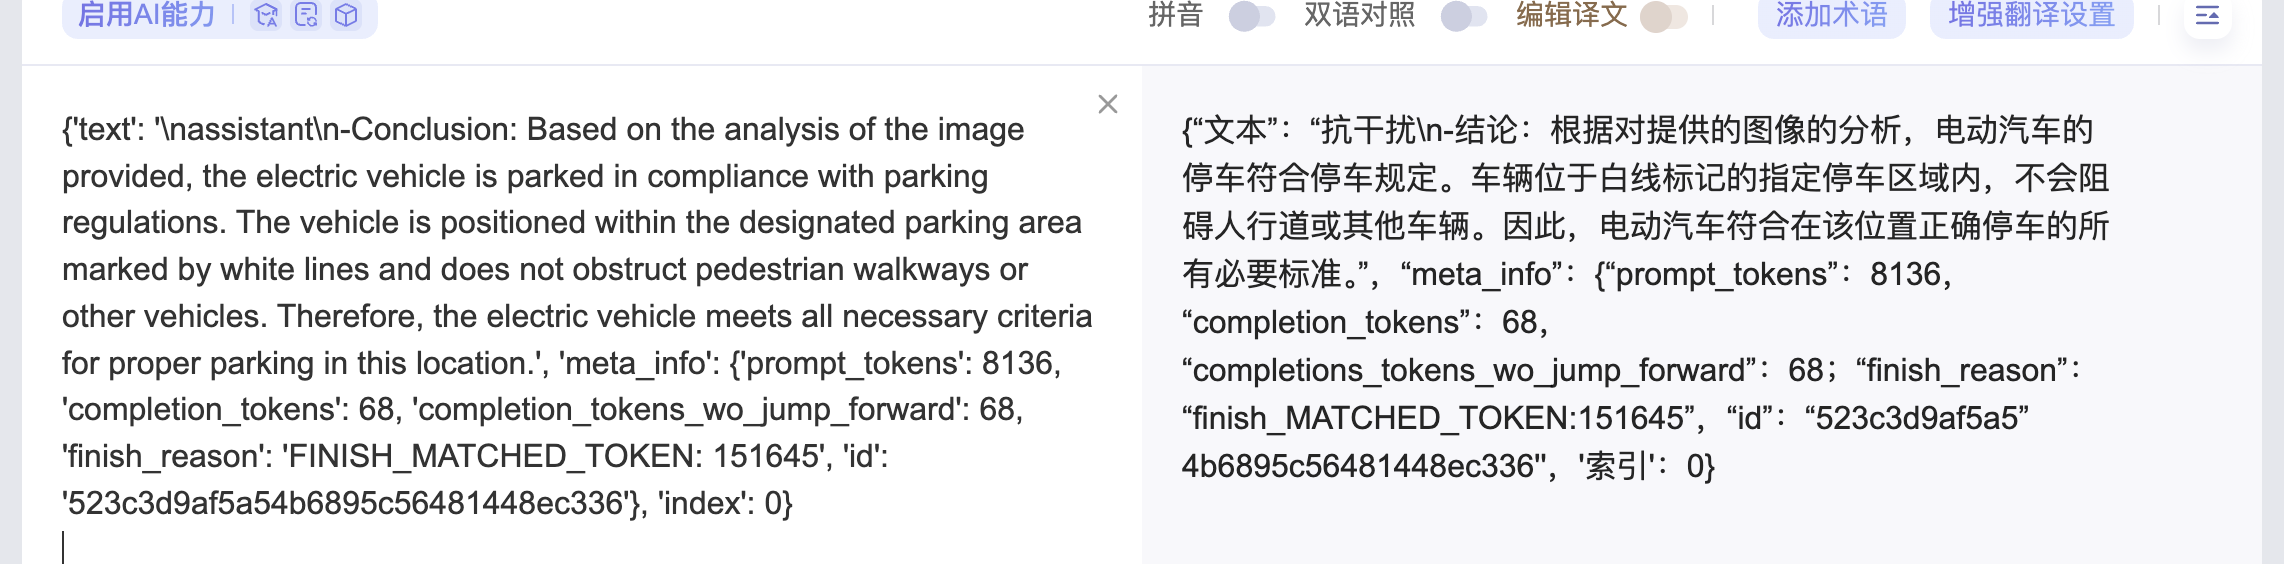 启用AI能力
拼音 双语对照 编辑译文 添加术语 增强翻译设置
{'text': '\nassistant\n-Conclusion: Based on the analysis of the image
provided, the electric vehicle is parked in compliance with parking
regulations. The vehicle is positioned within the designated parking area
marked by white lines and does not obstruct pedestrian walkways or
other vehicles. Therefore, the electric vehicle meets all necessary criteria
for proper parking in this location.', 'meta_info': {'prompt_tokens': 8136,
'completion_tokens': 68, 'completion_tokens_wo_jump_forward': 68,
'finish_reason': 'FINISH_MATCHED_TOKEN: 151645', 'id':
'523c3d9af5a54b6895c56481448ec336'}, 'index': 0}
{“文本”：“抗干扰\n-结论：根据对提供的图像的分析，电动汽车的
停车符合停车规定。车辆位于白线标记的指定停车区域内，不会阻
碍人行道或其他车辆。因此，电动汽车符合在该位置正确停车的所
有必要标准。”，“meta_info”：{“prompt_tokens”：8136，
“completion_tokens”：68，
“completions_tokens_wo_jump_forward”：68；“finish_reason”：
“finish_MATCHED_TOKEN:151645”，“id”：“523c3d9af5a5”
4b6895c56481448ec336"，'索引'：0}